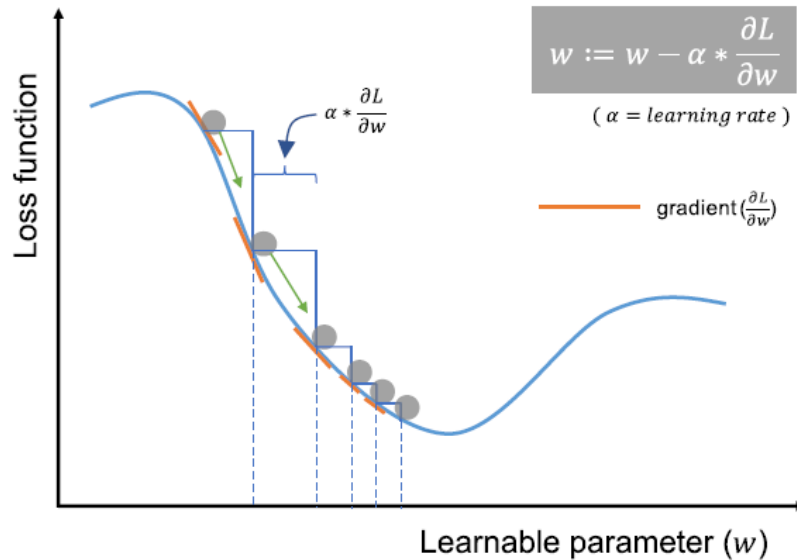 w := w − α * ∂L/∂w
( α = learning rate )
α * ∂L/∂w
gradient (∂L/∂w)
Loss function
Learnable parameter (w)